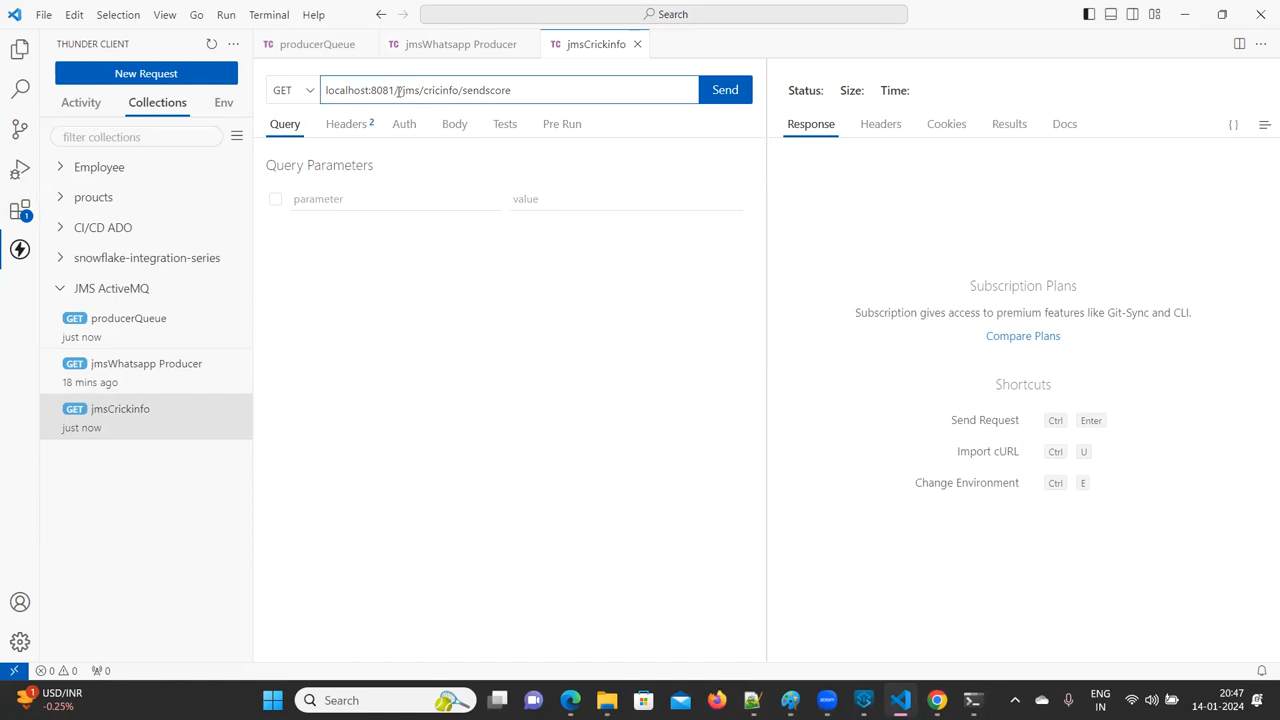 File Edit Selection View Go Run Terminal Help
Search
THUNDER CLIENT
New Request
Activity Collections Env
filter collections
Employee
proucts
CI/CD ADO
snowflake-integration-series
JMS ActiveMQ
GET producerQueue
just now
GET jmsWhatsapp Producer
18 mins ago
GET jmsCrickinfo
just now
TC producerQueue
TC jmsWhatsapp Producer
TC jmsCrickinfo
GET
localhost:8081/jms/cricinfo/sendscore
Send
Query Headers 2 Auth Body Tests Pre Run
Query Parameters
parameter value
Status: Size: Time:
Response Headers Cookies Results Docs
{ }
Subscription Plans
Subscription gives access to premium features like Git-Sync and CLI.
Compare Plans
Shortcuts
Send Request Ctrl Enter
Import cURL Ctrl U
Change Environment Ctrl E
1
0 0 0
1
USD/INR
-0.25%
Search
ENG
IN
20:47
14-01-2024